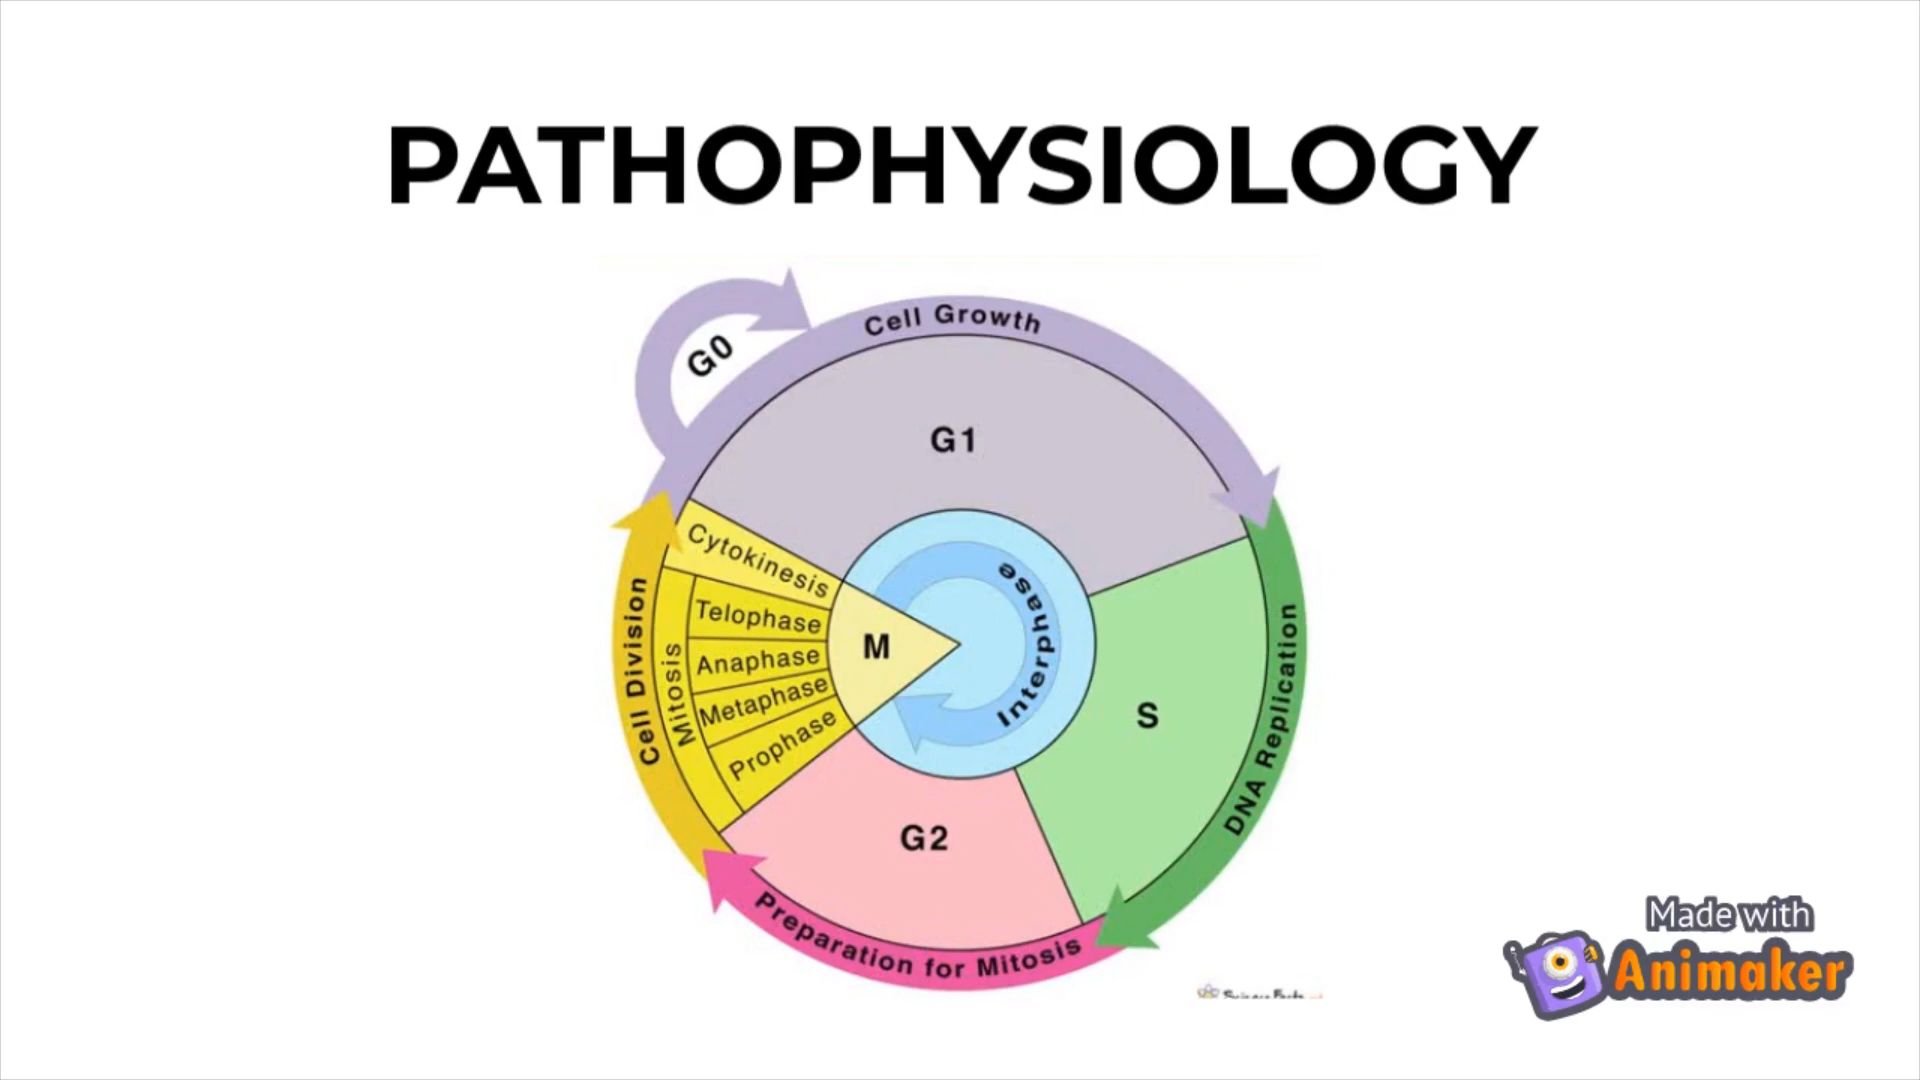 PATHOPHYSIOLOGY
Cell Growth
G0
G1
Cytokinesis
Telophase
Anaphase
Metaphase
Prophase
Mitosis
Cell Division
M
Interphase
S
DNA Replication
G2
Preparation for Mitosis
Made with
Animaker